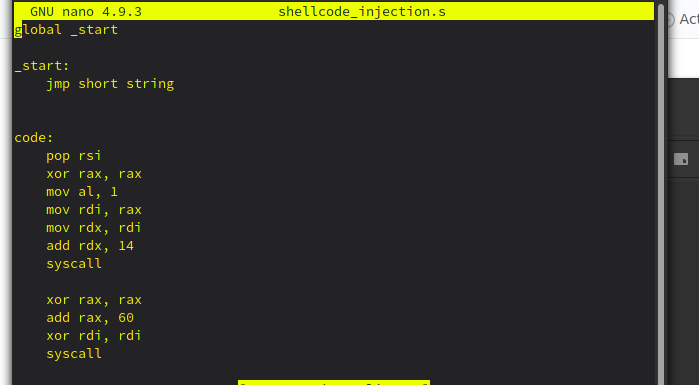 GNU nano 4.9.3 shellcode_injection.s
global _start
_start:
jmp short string
code:
pop rsi
xor rax, rax
mov al, 1
mov rdi, rax
mov rdx, rdi
add rdx, 14
syscall
xor rax, rax
add rax, 60
xor rdi, rdi
syscall